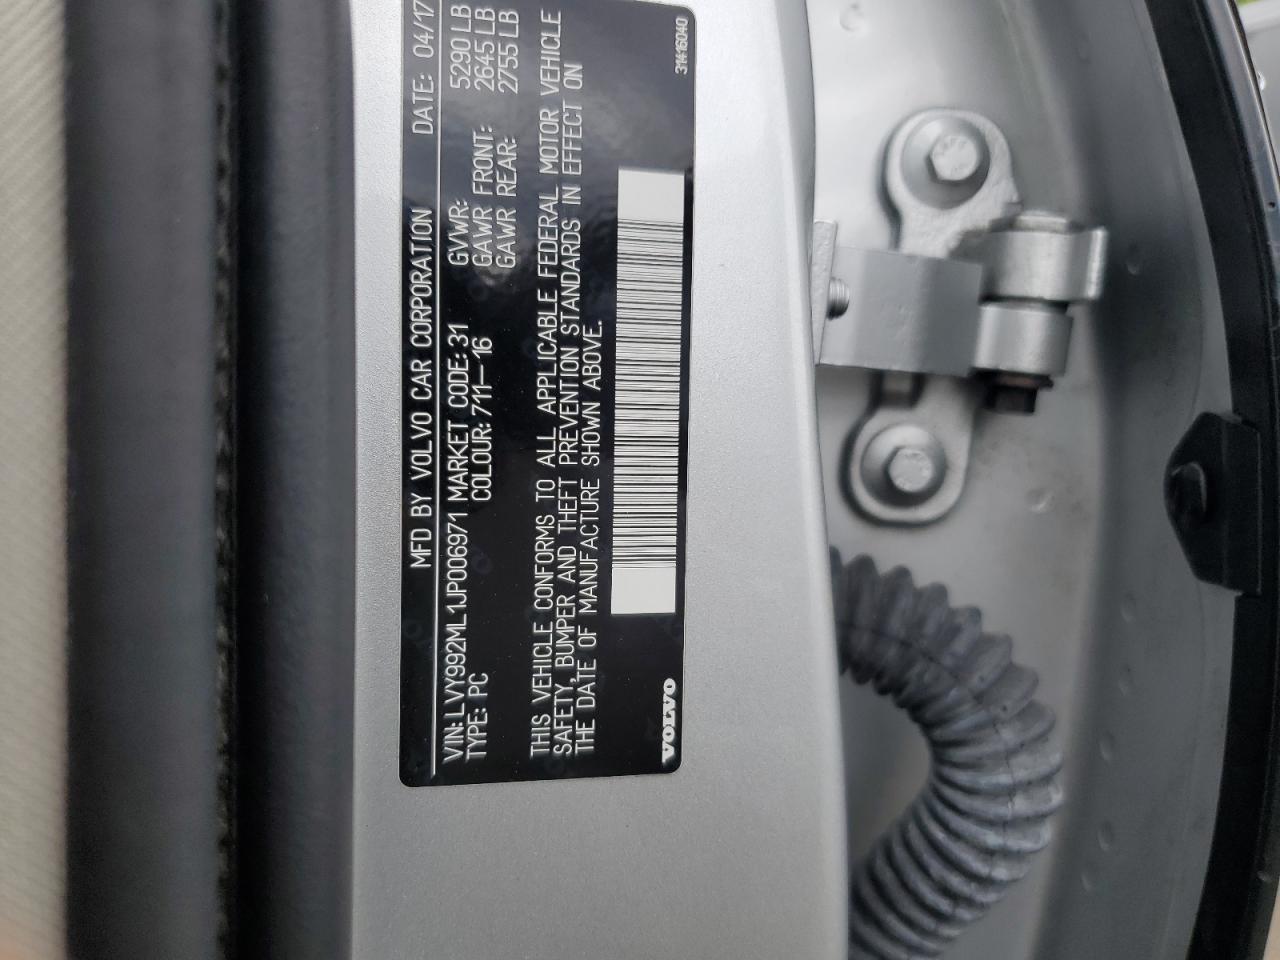 MFD BY VOLVO CAR CORPORATION DATE: 04/17
VIN: LVY992ML1JP006971 MARKET CODE: 31 GVWR: 5290 LB
TYPE: PC COLOUR: 711-16 GAWR FRONT: 2645 LB
GAWR REAR: 2755 LB
THIS VEHICLE CONFORMS TO ALL APPLICABLE FEDERAL MOTOR VEHICLE
SAFETY, BUMPER AND THEFT PREVENTION STANDARDS IN EFFECT ON
THE DATE OF MANUFACTURE SHOWN ABOVE.
VOLVO 31416040